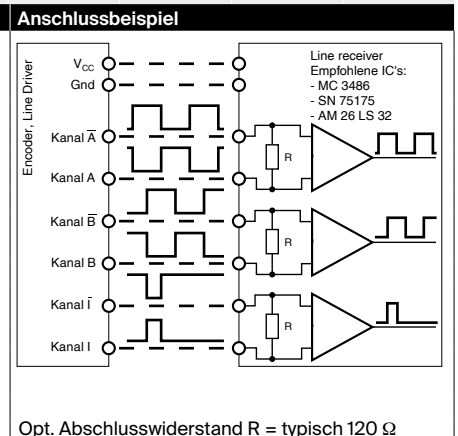 Anschlussbeispiel
Encoder, Line Driver
V_CC
Gnd
Kanal A̅
Kanal A
Kanal B̅
Kanal B
Kanal I̅
Kanal I
Line receiver
Empfohlene IC's:
- MC 3486
- SN 75175
- AM 26 LS 32
R
R
R
Opt. Abschlusswiderstand R = typisch 120 Ω